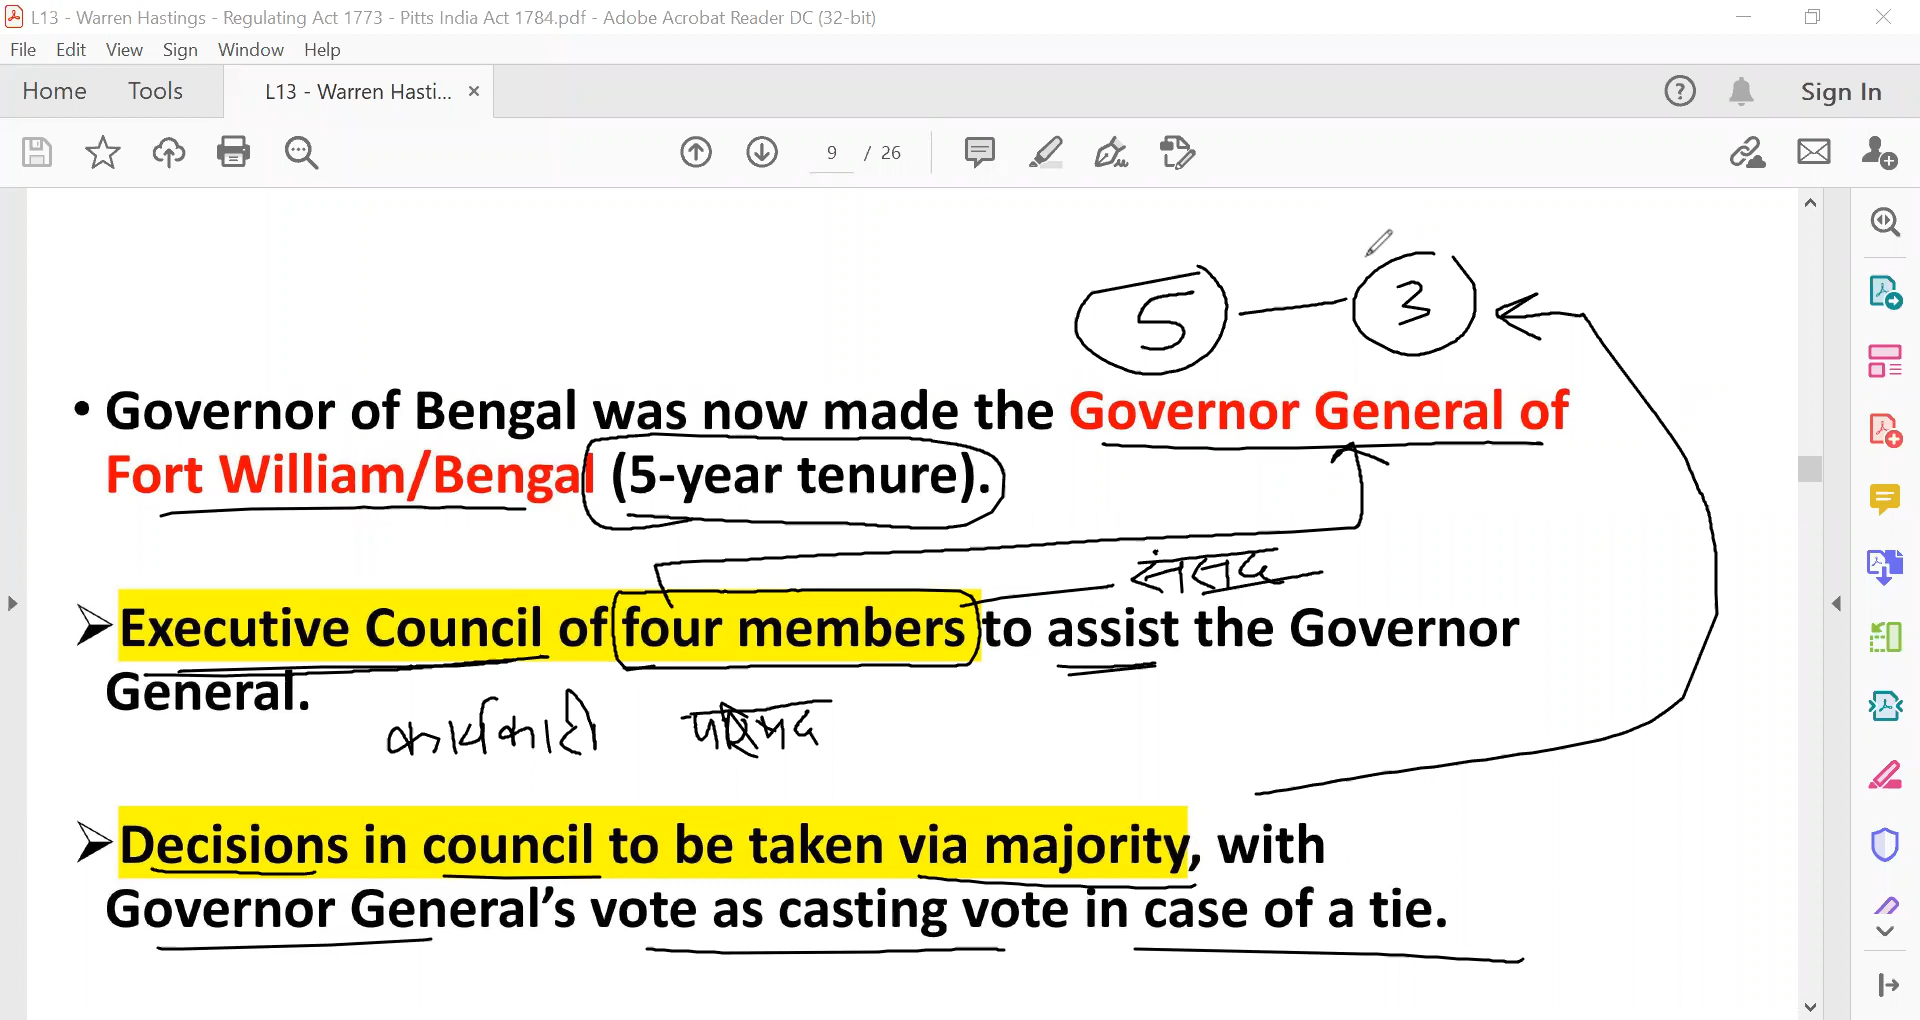 L13 - Warren Hastings - Regulating Act 1773 - Pitts India Act 1784.pdf - Adobe Acrobat Reader DC (32-bit)
File Edit View Sign Window Help
Home Tools L13 - Warren Hasti... × Sign In
9 / 26
5 — 3
• Governor of Bengal was now made the Governor General of
Fort William/Bengal (5-year tenure).
संसद
➢ Executive Council of four members to assist the Governor
General.
कार्यकारी परिषद
➢ Decisions in council to be taken via majority, with
Governor General’s vote as casting vote in case of a tie.